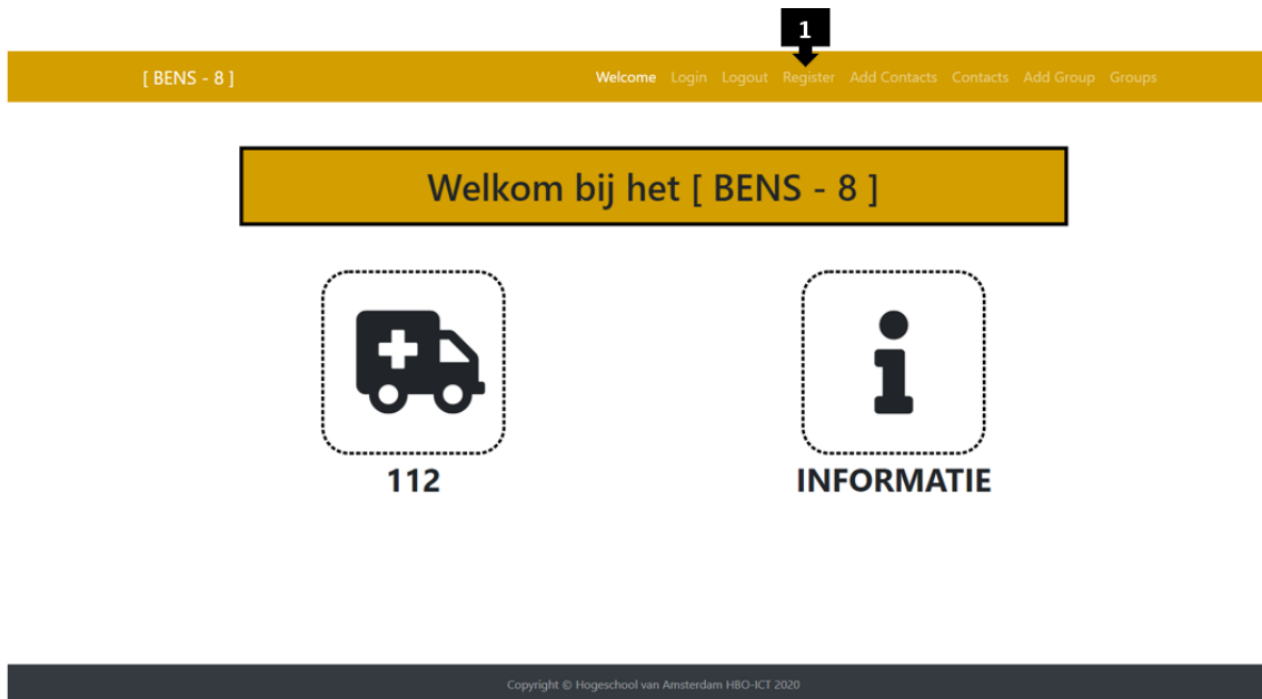 1
[ BENS - 8 ] Welcome Login Logout Register Add Contacts Contacts Add Group Groups
Welkom bij het [ BENS - 8 ]
112 INFORMATIE
Copyright © Hogeschool van Amsterdam HBO-ICT 2020